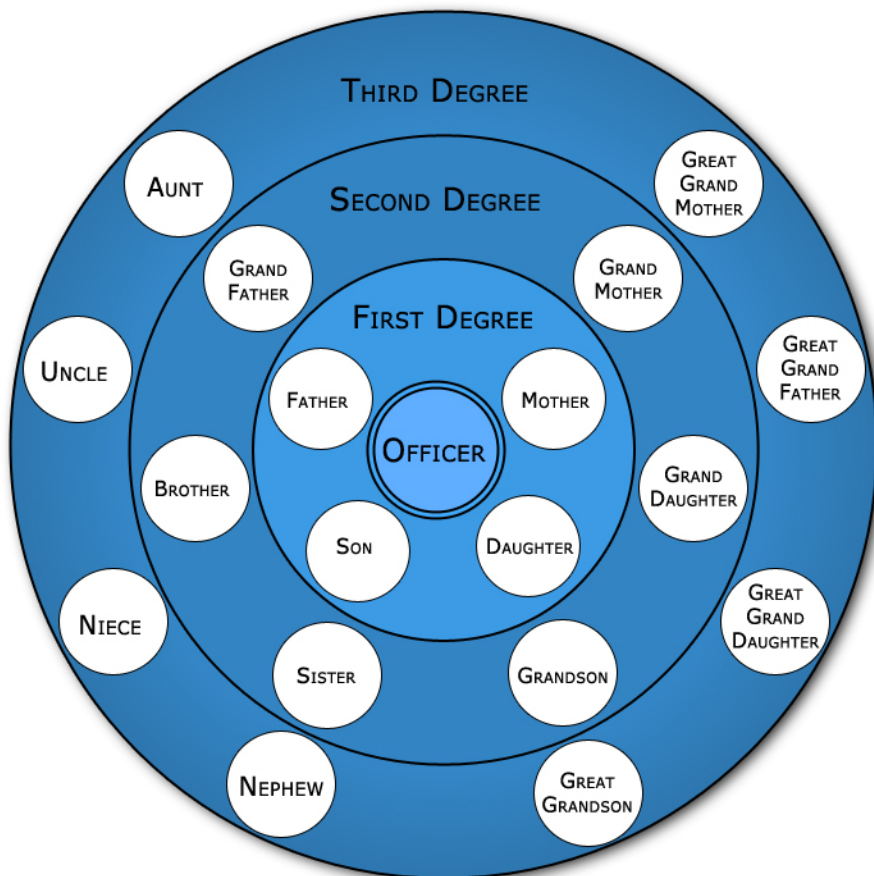 Third Degree
Aunt
Great
Grand
Mother
Second Degree
Grand
Father
Grand
Mother
First Degree
Uncle
Great
Grand
Father
Father
Mother
Officer
Brother
Grand
Daughter
Son
Daughter
Niece
Great
Grand
Daughter
Sister
Grandson
Nephew
Great
Grandson